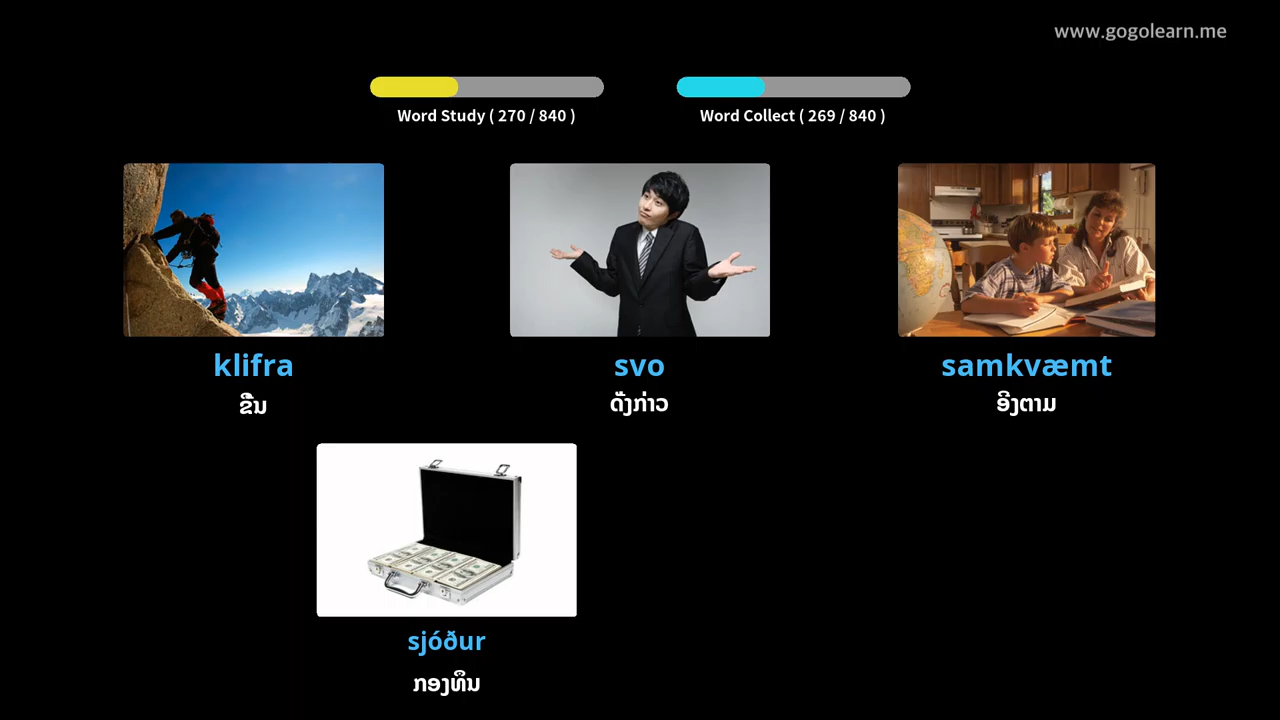 www.gogolearn.me
Word Study ( 270 / 840 )
Word Collect ( 269 / 840 )
klifra
ຂຶ້ນ
svo
ດັ່ງກ່າວ
samkvæmt
ອີງຕາມ
sjóður
ກອງທຶນ